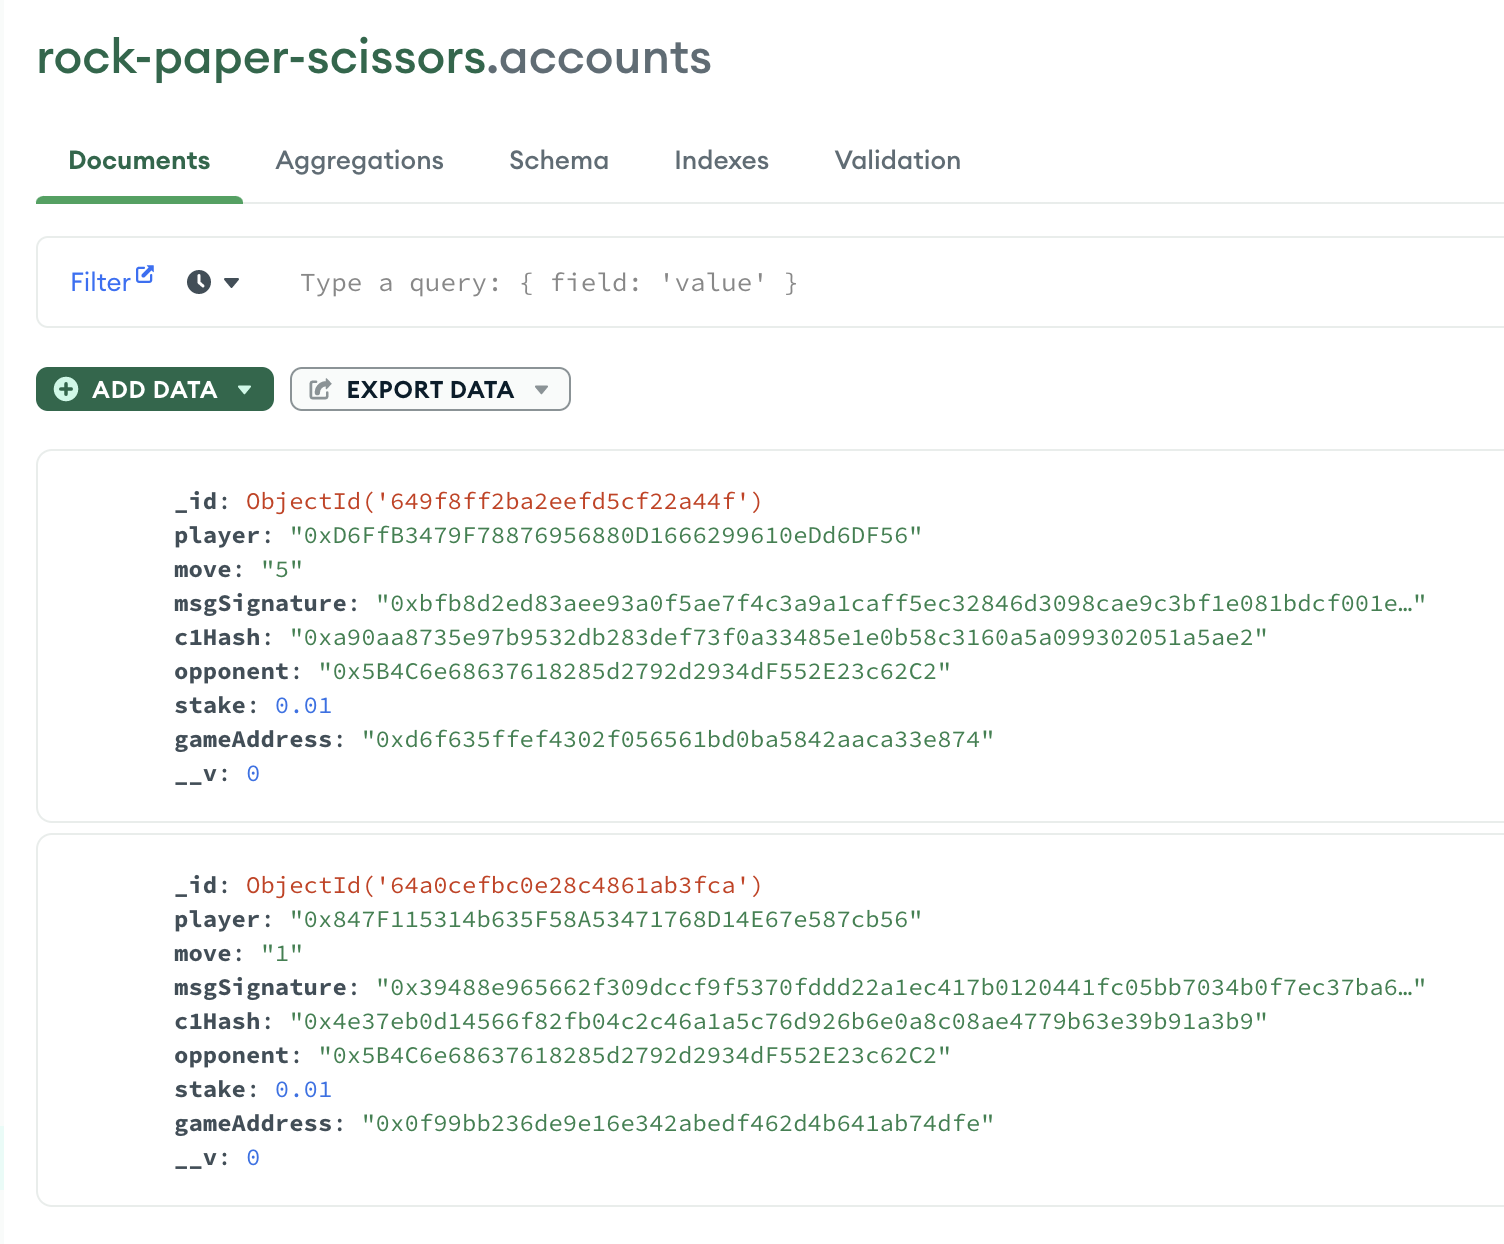 rock-paper-scissors.accounts
Documents Aggregations Schema Indexes Validation
Filter Type a query: { field: 'value' }
ADD DATA EXPORT DATA
_id: ObjectId('649f8ff2ba2eefd5cf22a44f')
player: "0xD6FfB3479F78876956880D1666299610eDd6DF56"
move: "5"
msgSignature: "0xbfb8d2ed83aee93a0f5ae7f4c3a9a1caff5ec32846d3098cae9c3bf1e081bdcf001e…"
c1Hash: "0xa90aa8735e97b9532db283def73f0a33485e1e0b58c3160a5a099302051a5ae2"
opponent: "0x5B4C6e68637618285d2792d2934dF552E23c62C2"
stake: 0.01
gameAddress: "0xd6f635ffef4302f056561bd0ba5842aaca33e874"
__v: 0
_id: ObjectId('64a0cefbc0e28c4861ab3fca')
player: "0x847F115314b635F58A53471768D14E67e587cb56"
move: "1"
msgSignature: "0x39488e965662f309dccf9f5370fddd22a1ec417b0120441fc05bb7034b0f7ec37ba6…"
c1Hash: "0x4e37eb0d14566f82fb04c2c46a1a5c76d926b6e0a8c08ae4779b63e39b91a3b9"
opponent: "0x5B4C6e68637618285d2792d2934dF552E23c62C2"
stake: 0.01
gameAddress: "0x0f99bb236de9e16e342abedf462d4b641ab74dfe"
__v: 0